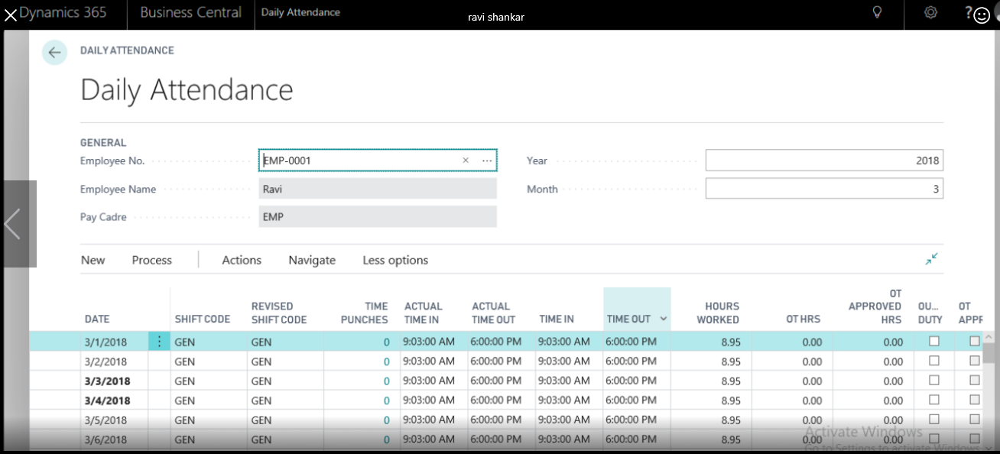 Dynamics 365 Business Central Daily Attendance ravi shankar ?
DAILY ATTENDANCE
Daily Attendance
GENERAL
Employee No. EMP-0001 × ... Year 2018
Employee Name Ravi Month 3
Pay Cadre EMP
New Process Actions Navigate Less options
DATE SHIFT CODE REVISED SHIFT CODE TIME PUNCHES ACTUAL TIME IN ACTUAL TIME OUT TIME IN TIME OUT HOURS WORKED OT HRS OT APPROVED HRS OU... DUTY OT APPR
3/1/2018 GEN GEN 0 9:03:00 AM 6:00:00 PM 9:03:00 AM 6:00:00 PM 8.95 0.00 0.00
3/2/2018 GEN GEN 0 9:03:00 AM 6:00:00 PM 9:03:00 AM 6:00:00 PM 8.95 0.00 0.00
3/3/2018 GEN GEN 0 9:03:00 AM 6:00:00 PM 9:03:00 AM 6:00:00 PM 8.95 0.00 0.00
3/4/2018 GEN GEN 0 9:03:00 AM 6:00:00 PM 9:03:00 AM 6:00:00 PM 8.95 0.00 0.00
3/5/2018 GEN GEN 0 9:03:00 AM 6:00:00 PM 9:03:00 AM 6:00:00 PM 8.95 0.00 0.00
3/6/2018 GEN GEN 0 9:03:00 AM 6:00:00 PM 9:03:00 AM 6:00:00 PM 8.95 0.00 0.00
Activate Windows
Go to Settings to activate Windows.